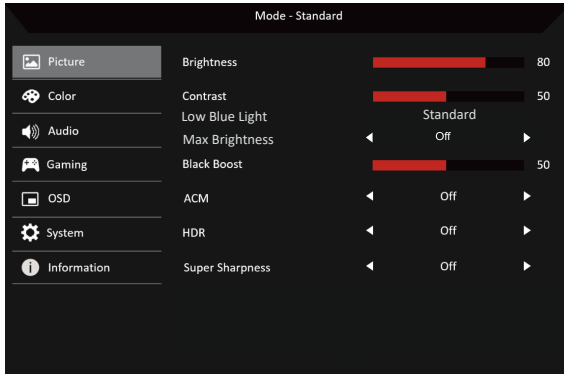 Mode - Standard
Picture
Brightness 80
Color
Contrast 50
Low Blue Light Standard
Audio
Max Brightness Off
Gaming
Black Boost 50
OSD
ACM Off
System
HDR Off
i Information
Super Sharpness Off